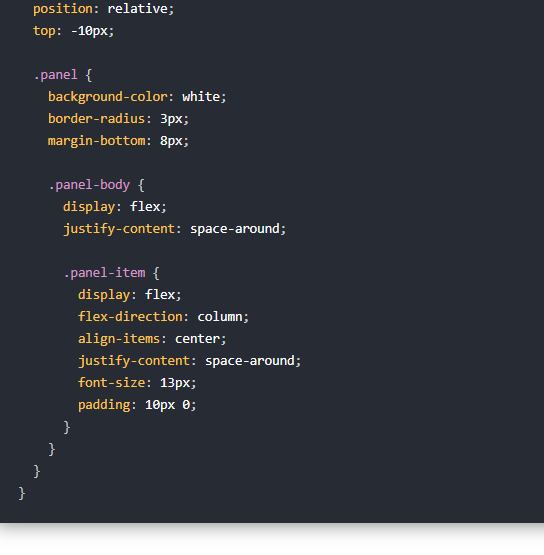 position: relative;
top: -10px;
.panel {
background-color: white;
border-radius: 3px;
margin-bottom: 8px;
.panel-body {
display: flex;
justify-content: space-around;
.panel-item {
display: flex;
flex-direction: column;
align-items: center;
justify-content: space-around;
font-size: 13px;
padding: 10px 0;
}
}
}
}